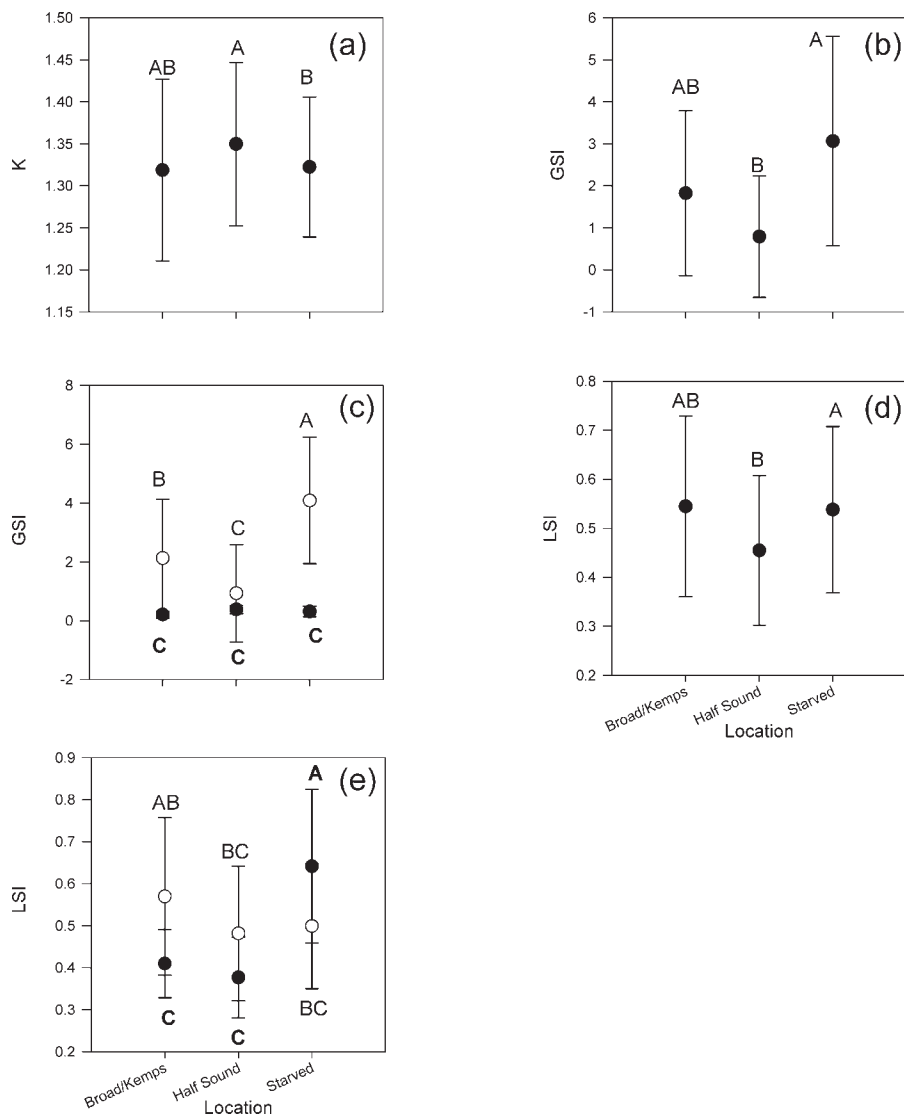 (a)
K
1.50
1.45
1.40
1.35
1.30
1.25
1.20
1.15
AB
A
B
(b)
GSI
6
5
4
3
2
1
0
-1
AB
B
A
(c)
GSI
8
6
4
2
0
-2
B
C
A
C
C
C
(d)
LSI
0.8
0.7
0.6
0.5
0.4
0.3
0.2
AB
B
A
Broad/Kemps
Half Sound
Starved
Location
(e)
LSI
0.9
0.8
0.7
0.6
0.5
0.4
0.3
0.2
AB
BC
A
C
C
BC
Broad/Kemps
Half Sound
Starved
Location